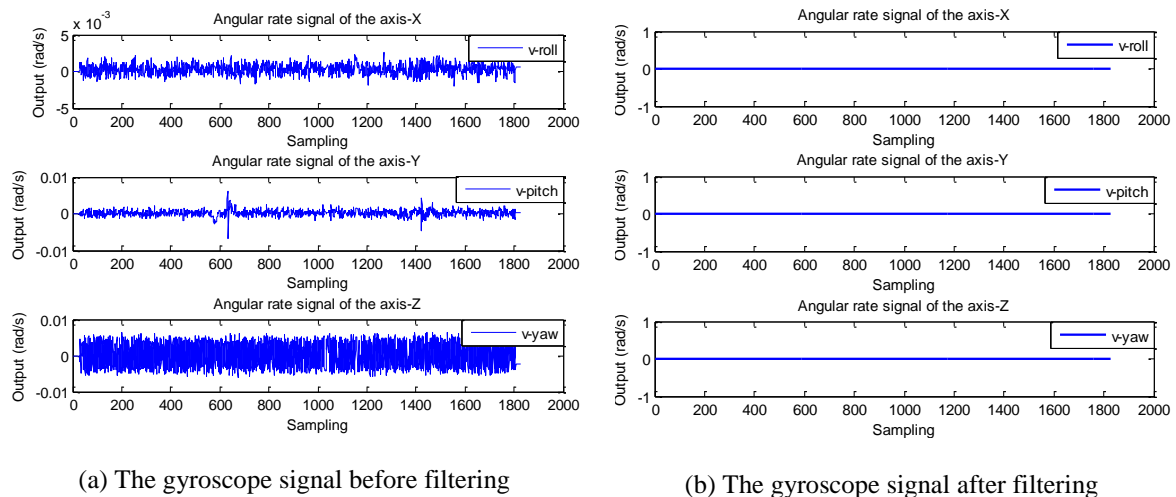 Angular rate signal of the axis-X
x 10-3
5
0
-5
Output (rad/s)
v-roll
0 200 400 600 800 1000 1200 1400 1600 1800 2000
Sampling
Angular rate signal of the axis-Y
0.01
0
-0.01
Output (rad/s)
v-pitch
0 200 400 600 800 1000 1200 1400 1600 1800 2000
Sampling
Angular rate signal of the axis-Z
0.01
0
-0.01
Output (rad/s)
v-yaw
0 200 400 600 800 1000 1200 1400 1600 1800 2000
Sampling
(a) The gyroscope signal before filtering
Angular rate signal of the axis-X
1
0
-1
Output (rad/s)
v-roll
0 200 400 600 800 1000 1200 1400 1600 1800 2000
Sampling
Angular rate signal of the axis-Y
1
0
-1
Output (rad/s)
v-pitch
0 200 400 600 800 1000 1200 1400 1600 1800 2000
Sampling
Angular rate signal of the axis-Z
1
0
-1
Output (rad/s)
v-yaw
0 200 400 600 800 1000 1200 1400 1600 1800 2000
Sampling
(b) The gyroscope signal after filtering